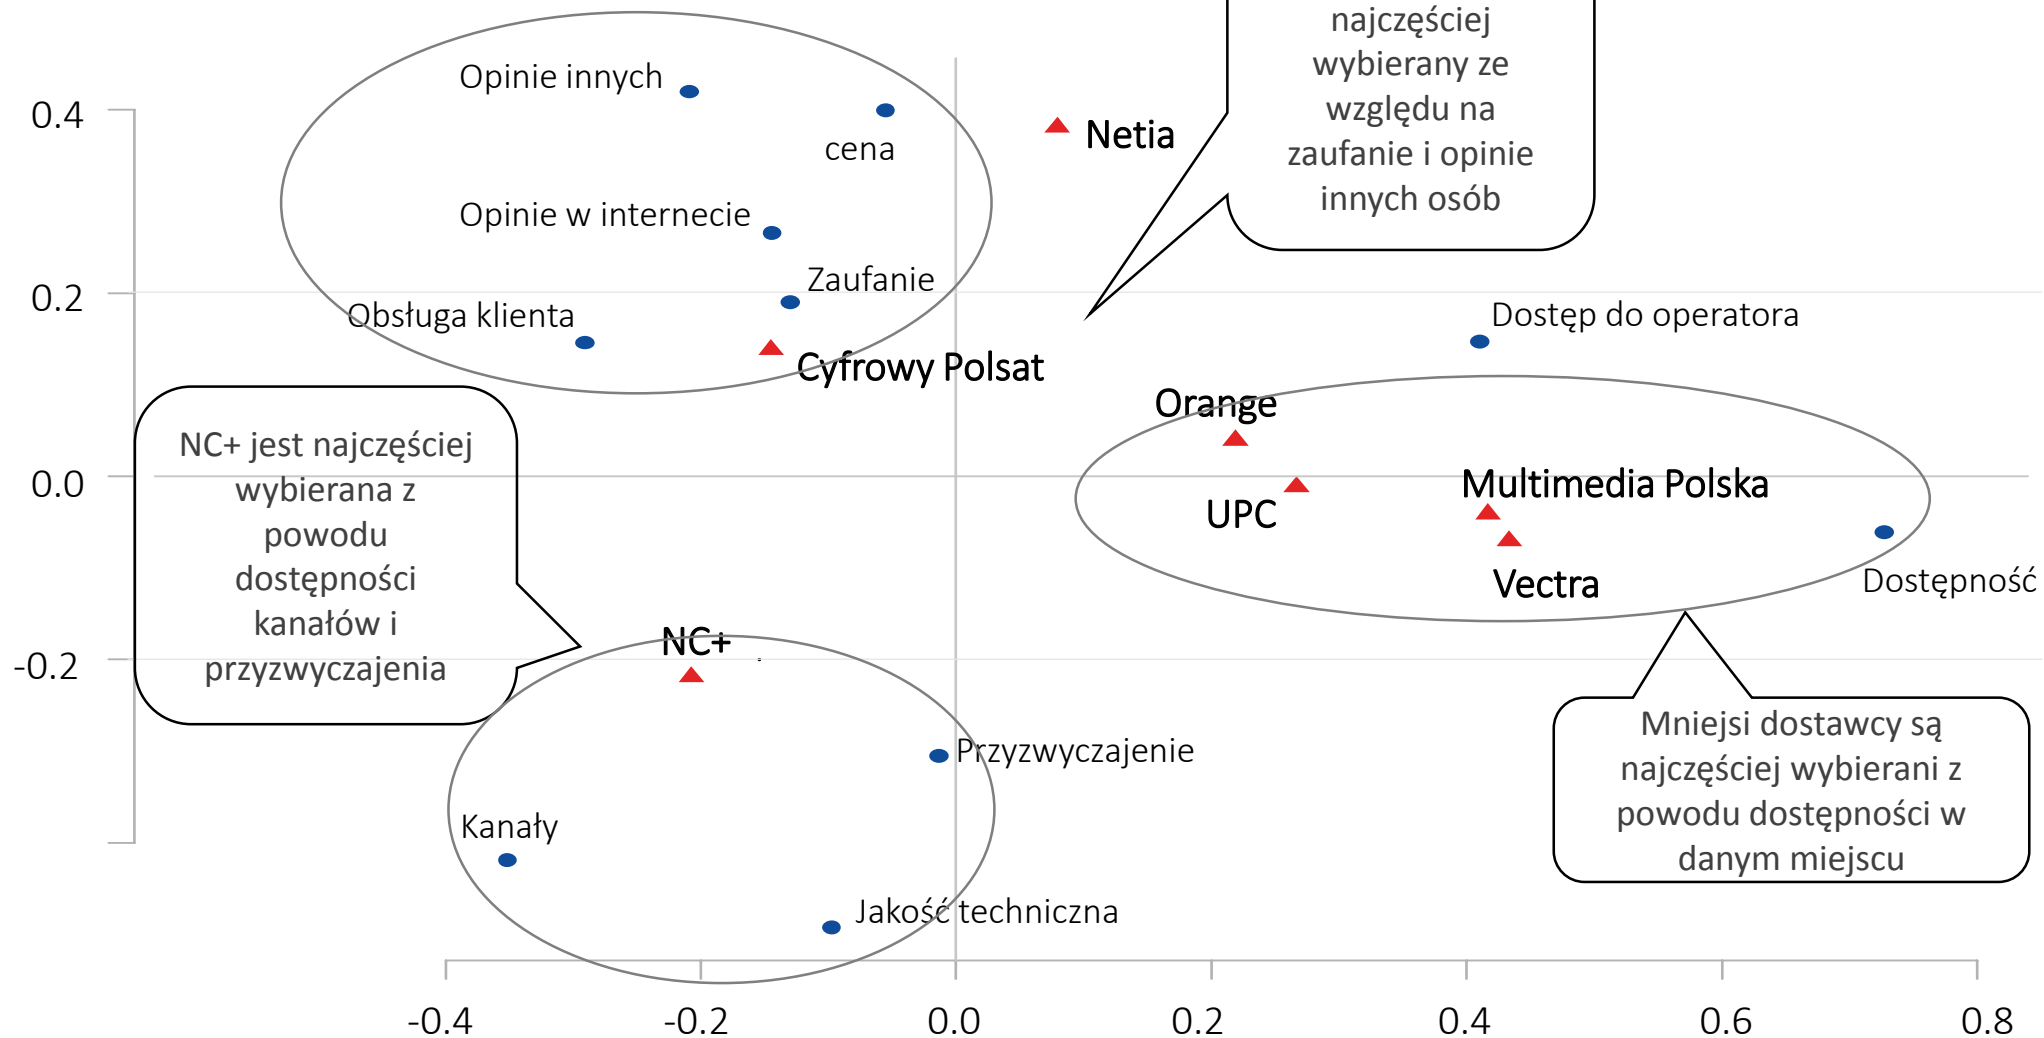 najczęściej
wybierany ze
względu na
zaufanie i opinie
innych osób
Opinie innych
0.4
cena
Netia
Opinie w internecie
Zaufanie
0.2
Obsługa klienta
Dostęp do operatora
Cyfrowy Polsat
Orange
NC+ jest najczęściej
wybierana z
powodu
dostępności
kanałów i
przyzwyczajenia
0.0
Multimedia Polska
UPC
Vectra
Dostępność
NC+
-0.2
Mniejsi dostawcy są
najczęściej wybierani z
powodu dostępności w
danym miejscu
Przyzwyczajenie
Kanały
Jakość techniczna
-0.4
-0.2
0.0
0.2
0.4
0.6
0.8